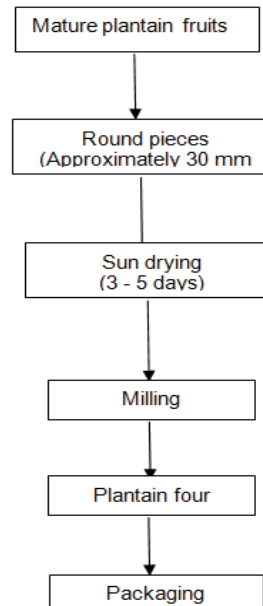 Mature plantain fruits
Round pieces
(Approximately 30 mm
Sun drying
(3 - 5 days)
Milling
Plantain four
Packaging